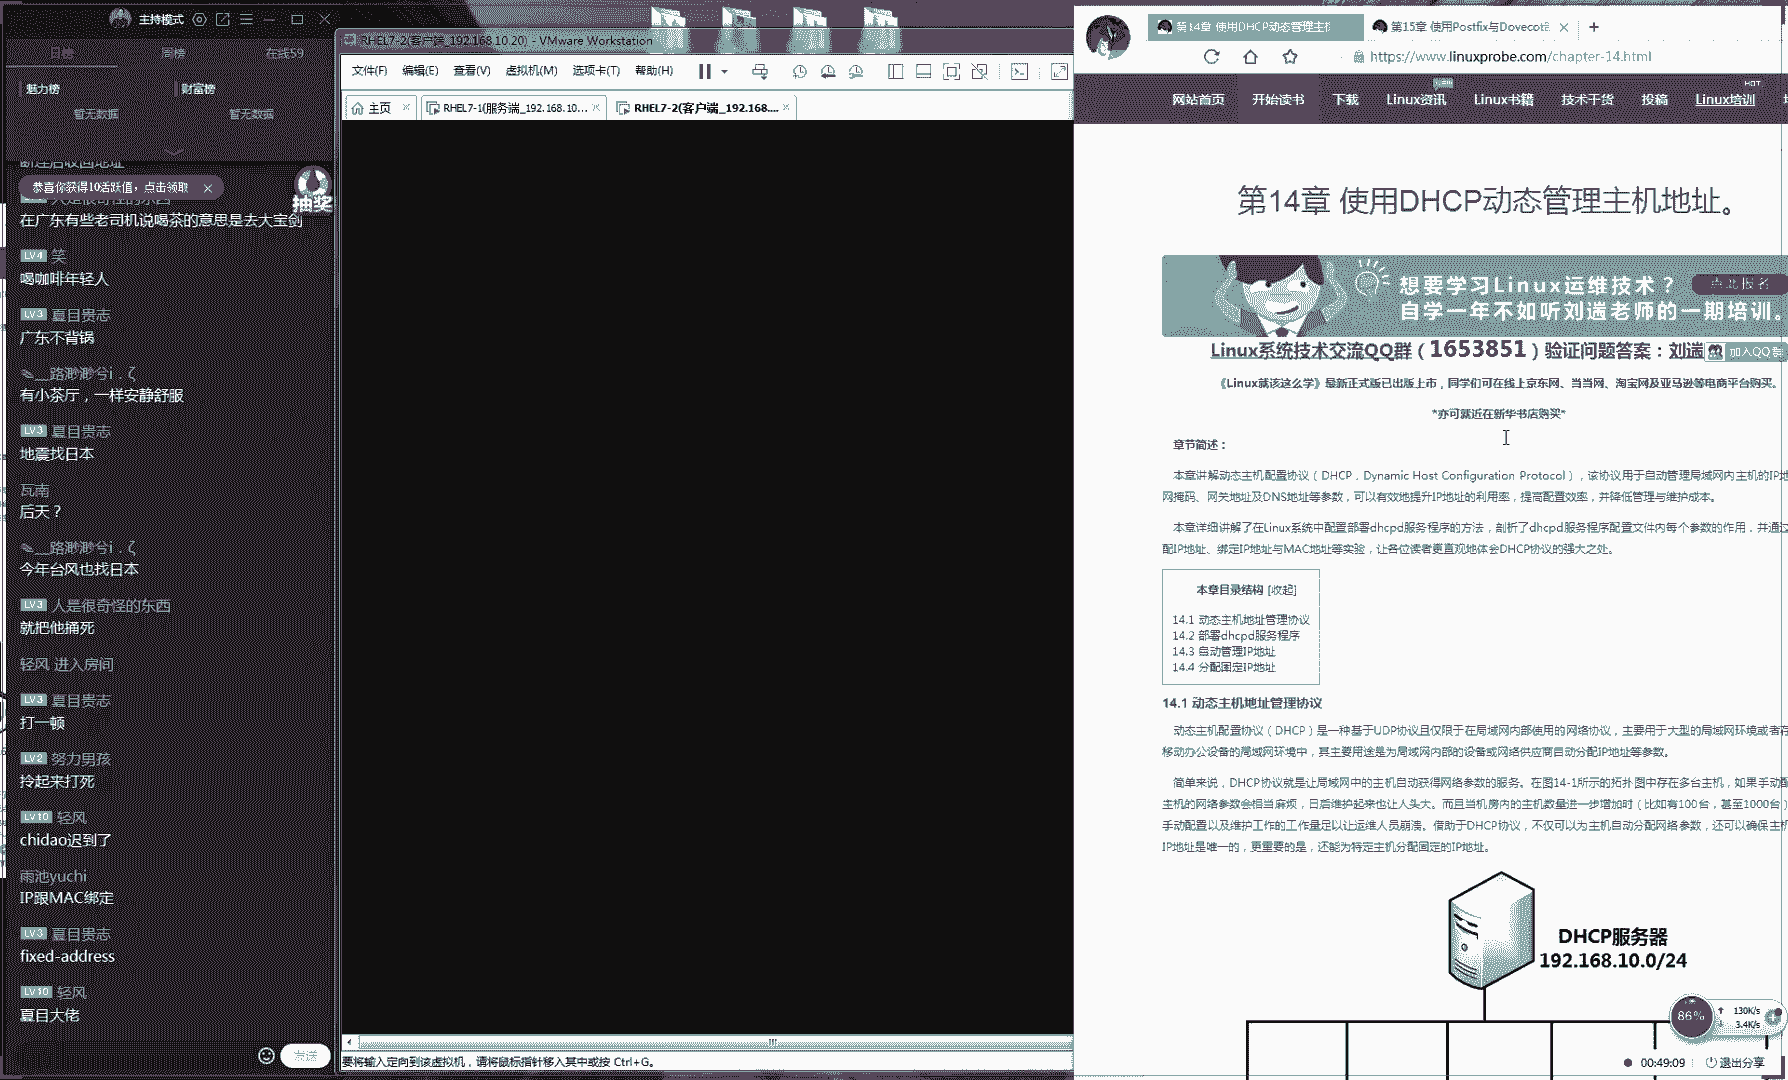 主持模式
日榜
周榜
在线59
魅力榜
财富榜
暂无数据
暂无数据
断连后收回地址
恭喜你获得10活跃值，点击领取
抽奖
人是很奇怪的东西
在广东有些老司机说喝茶的意思是去大宝剑
LV4 笑
喝咖啡年轻人
LV3 夏目贵志
广东不背锅
路渺渺兮i．ζ
有小茶厅，一样安静舒服
LV3 夏目贵志
地震找日本
瓦南
后天？
路渺渺兮i．ζ
今年台风也找日本
LV3 人是很奇怪的东西
就把他捅死
轻风 进入房间
LV3 夏目贵志
打一顿
LV2 努力男孩
拎起来打死
LV10 轻风
chidao迟到了
雨池yuchi
IP跟MAC绑定
LV3 夏目贵志
fixed-address
LV10 轻风
夏目大佬
发送
RHEL7-2(客户端_192.168.10.20) - VMware Workstation
文件(F) 编辑(E) 查看(V) 虚拟机(M) 选项卡(T) 帮助(H)
主页
RHEL7-1(服务端_192.168.10...
RHEL7-2(客户端_192.168....
要将输入定向到该虚拟机，请将鼠标指针移入其中或按 Ctrl+G。
第14章 使用DHCP动态管理主机
第15章 使用Postfix与Dovecot
https://www.linuxprobe.com/chapter-14.html
网站首页 开始读书 下载 Linux资讯 Linux书籍 技术干货 投稿 Linux培训
HOT
第14章 使用DHCP动态管理主机地址。
想要学习Linux运维技术？
点此报名
自学一年不如听刘遄老师的一期培训。
Linux系统技术交流QQ群（1653851）验证问题答案：刘遄
加入QQ群
《Linux就该这么学》最新正式版已出版上市，同学们可在线上京东网、当当网、淘宝网及亚马逊等电商平台购买。
*亦可就近在新华书店购买*
章节简述：
本章讲解动态主机配置协议（DHCP，Dynamic Host Configuration Protocol），该协议用于自动管理局域网内主机的IP地
网掩码、网关地址及DNS地址等参数，可以有效地提升IP地址的利用率，提高配置效率，并降低管理与维护成本。
本章详细讲解了在Linux系统中配置部署dhcpd服务程序的方法，剖析了dhcpd服务程序配置文件内每个参数的作用，并通过
配IP地址、绑定IP地址与MAC地址等实验，让各位读者更直观地体会DHCP协议的强大之处。
本章目录结构 [收起]
14.1 动态主机地址管理协议
14.2 部署dhcpd服务程序
14.3 自动管理IP地址
14.4 分配固定IP地址
14.1 动态主机地址管理协议
动态主机配置协议（DHCP）是一种基于UDP协议且仅限于在局域网内部使用的网络协议，主要用于大型的局域网环境或者存
移动办公设备的局域网环境中，其主要用途是为局域网内部的设备或网络供应商自动分配IP地址等参数。
简单来说，DHCP协议就是让局域网中的主机自动获得网络参数的服务。在图14-1所示的拓扑图中存在多台主机，如果手动配
主机的网络参数会相当麻烦，日后维护起来也让人头大。而且当机房内的主机数量进一步增加时（比如有100台，甚至1000台）
手动配置以及维护工作的工作量足以让运维人员崩溃。借助于DHCP协议，不仅可以为主机自动分配网络参数，还可以确保主机
IP地址是唯一的，更重要的是，还能为特定主机分配固定的IP地址。
DHCP服务器
192.168.10.0/24
86%
130K/s
3.4K/s
00:49:09
退出分享